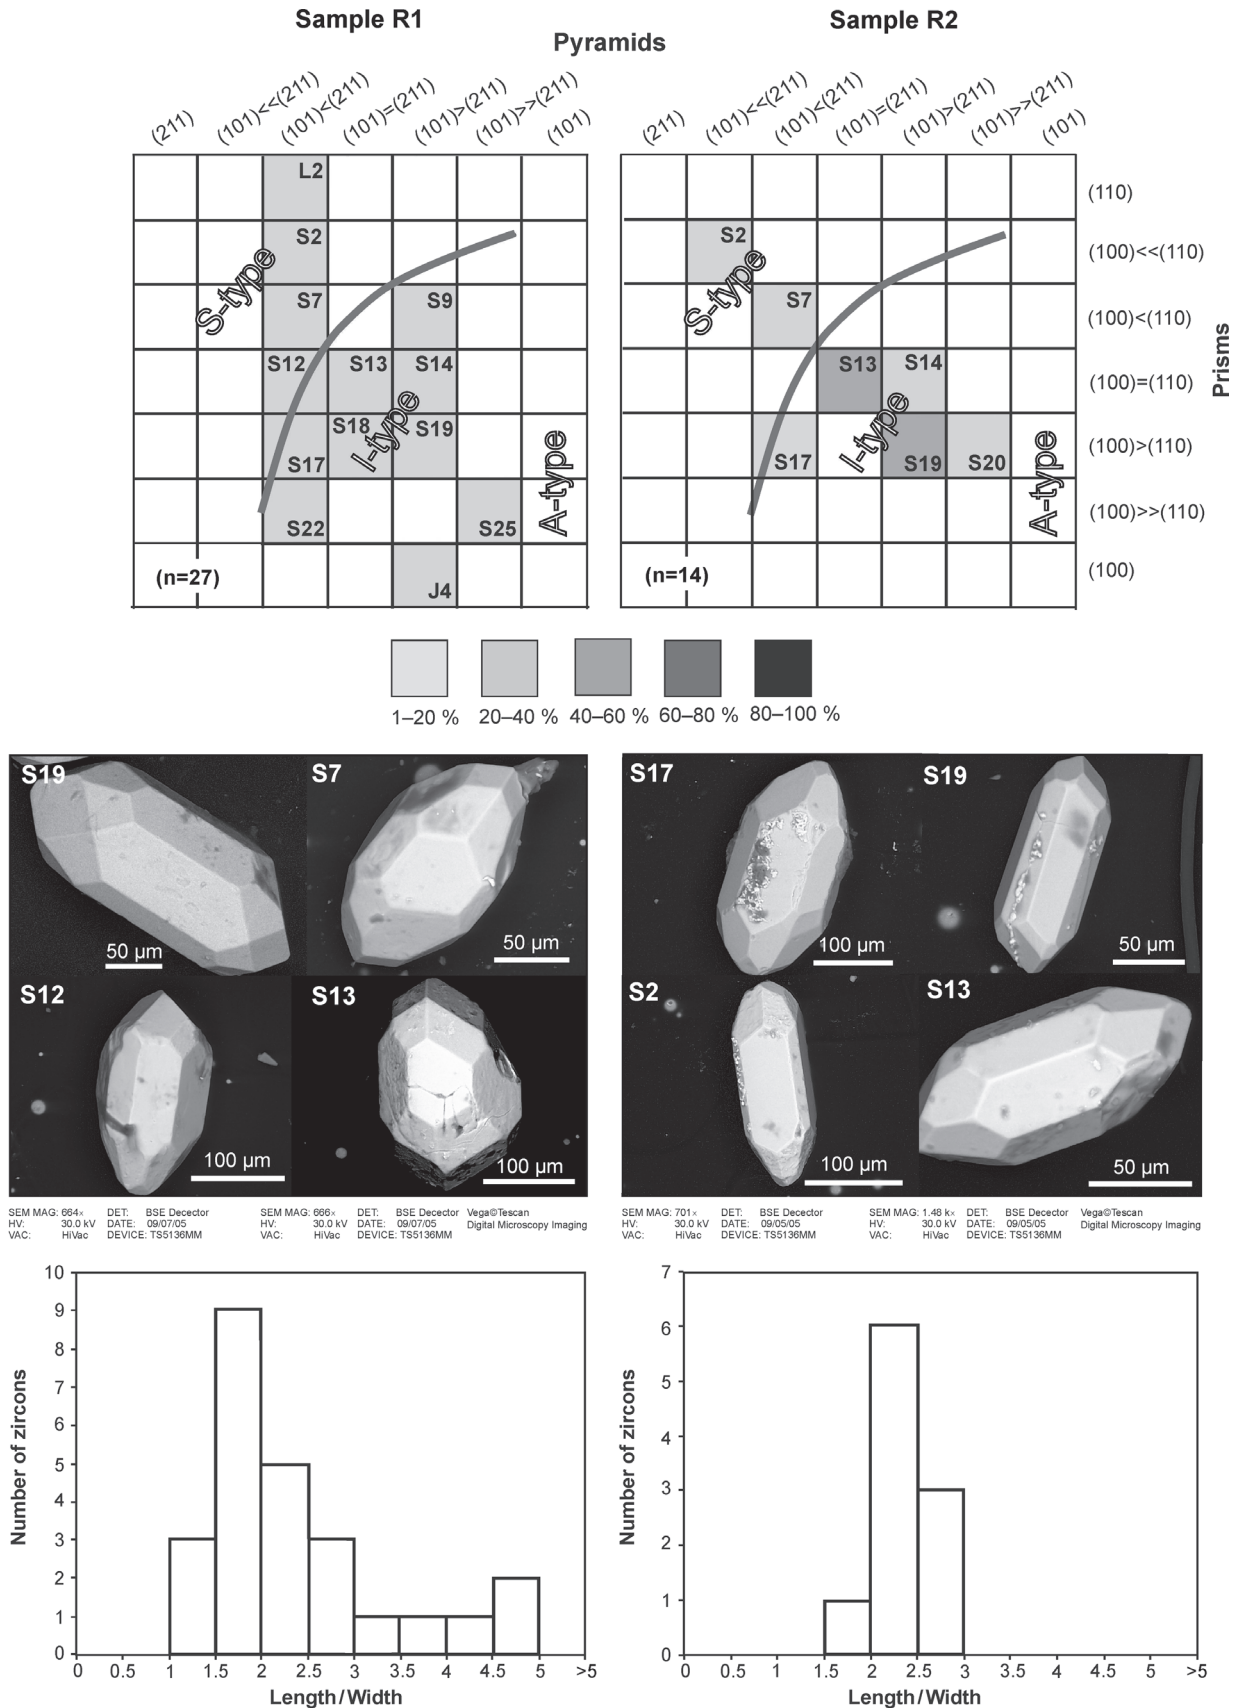 Sample R1
Sample R2
Pyramids
(211)
(101)<<(211)
(101)<(211)
(101)=(211)
(101)>(211)
(101)>>(211)
(101)
(211)
(101)<<(211)
(101)<(211)
(101)=(211)
(101)>(211)
(101)>>(211)
(101)
L2
S2
S7
S9
S12
S13
S14
S18
S19
S17
S22
S25
J4
S-type
I-type
A-type
(n=27)
S2
S7
S13
S14
S17
S19
S20
S-type
I-type
A-type
(n=14)
(110)
(100)<<(110)
(100)<(110)
(100)=(110)
(100)>(110)
(100)>>(110)
(100)
Prisms
1–20 %
20–40 %
40–60 %
60–80 %
80–100 %
S19
50 µm
S7
50 µm
S12
100 µm
S13
100 µm
S17
100 µm
S19
50 µm
S2
100 µm
S13
50 µm
SEM MAG: 664× DET: BSE Decector
HV: 30.0 kV DATE: 09/07/05
VAC: HiVac DEVICE: TS5136MM
SEM MAG: 666× DET: BSE Decector Vega©Tescan
HV: 30.0 kV DATE: 09/07/05 Digital Microscopy Imaging
VAC: HiVac DEVICE: TS5136MM
SEM MAG: 701× DET: BSE Decector
HV: 30.0 kV DATE: 09/05/05
VAC: HiVac DEVICE: TS5136MM
SEM MAG: 1.48 k× DET: BSE Decector Vega©Tescan
HV: 30.0 kV DATE: 09/05/05 Digital Microscopy Imaging
VAC: HiVac DEVICE: TS5136MM
10
9
8
7
6
5
4
3
2
1
0
Number of zircons
0 0.5 1 1.5 2 2.5 3 3.5 4 4.5 5 >5
Length/Width
7
6
5
4
3
2
1
0
Number of zircons
0 0.5 1 1.5 2 2.5 3 3.5 4 4.5 5 >5
Length/Width